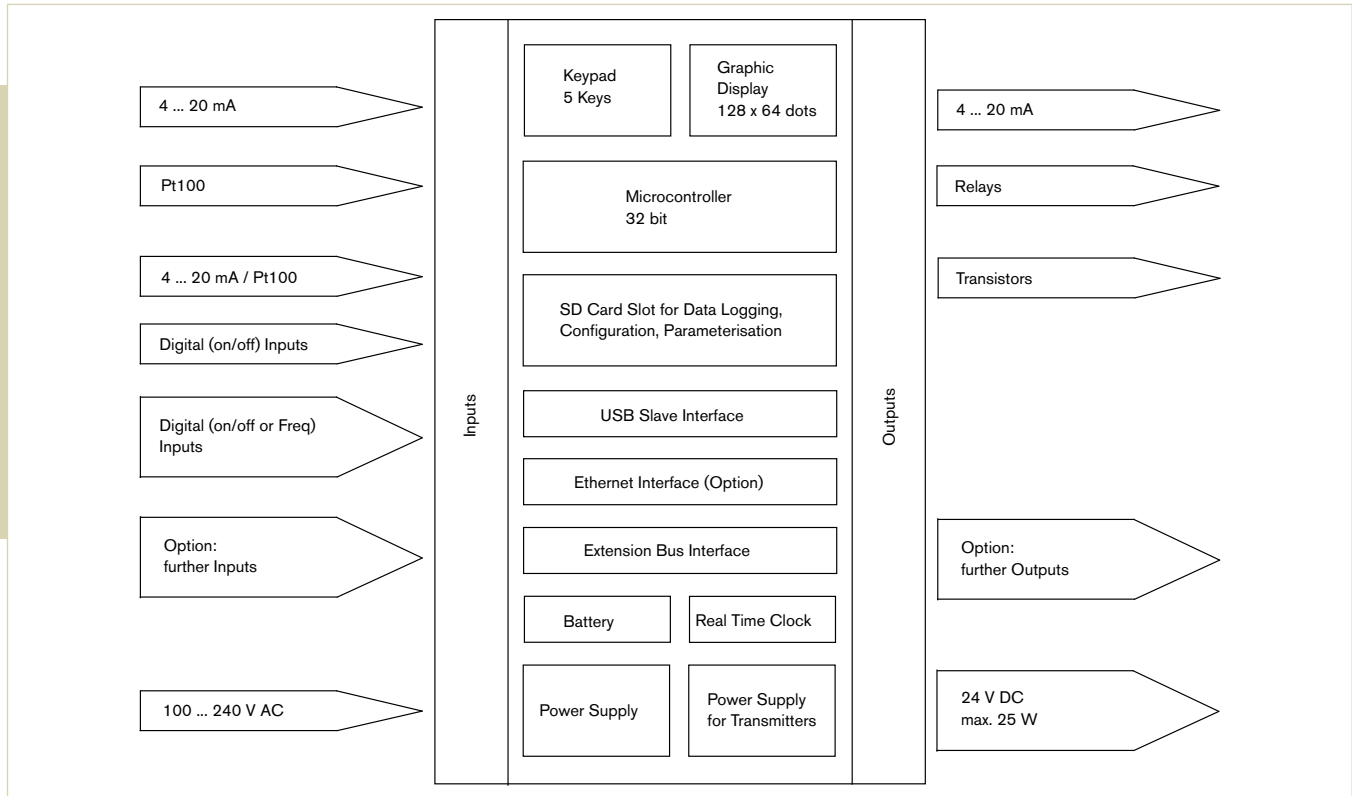 4 ... 20 mA
Pt100
4 ... 20 mA / Pt100
Digital (on/off) Inputs
Digital (on/off or Freq)
Inputs
Option:
further Inputs
100 ... 240 V AC
Inputs
Keypad
5 Keys
Graphic
Display
128 x 64 dots
Microcontroller
32 bit
SD Card Slot for Data Logging,
Configuration, Parameterisation
USB Slave Interface
Ethernet Interface (Option)
Extension Bus Interface
Battery
Real Time Clock
Power Supply
Power Supply
for Transmitters
Outputs
4 ... 20 mA
Relays
Transistors
Option:
further Outputs
24 V DC
max. 25 W